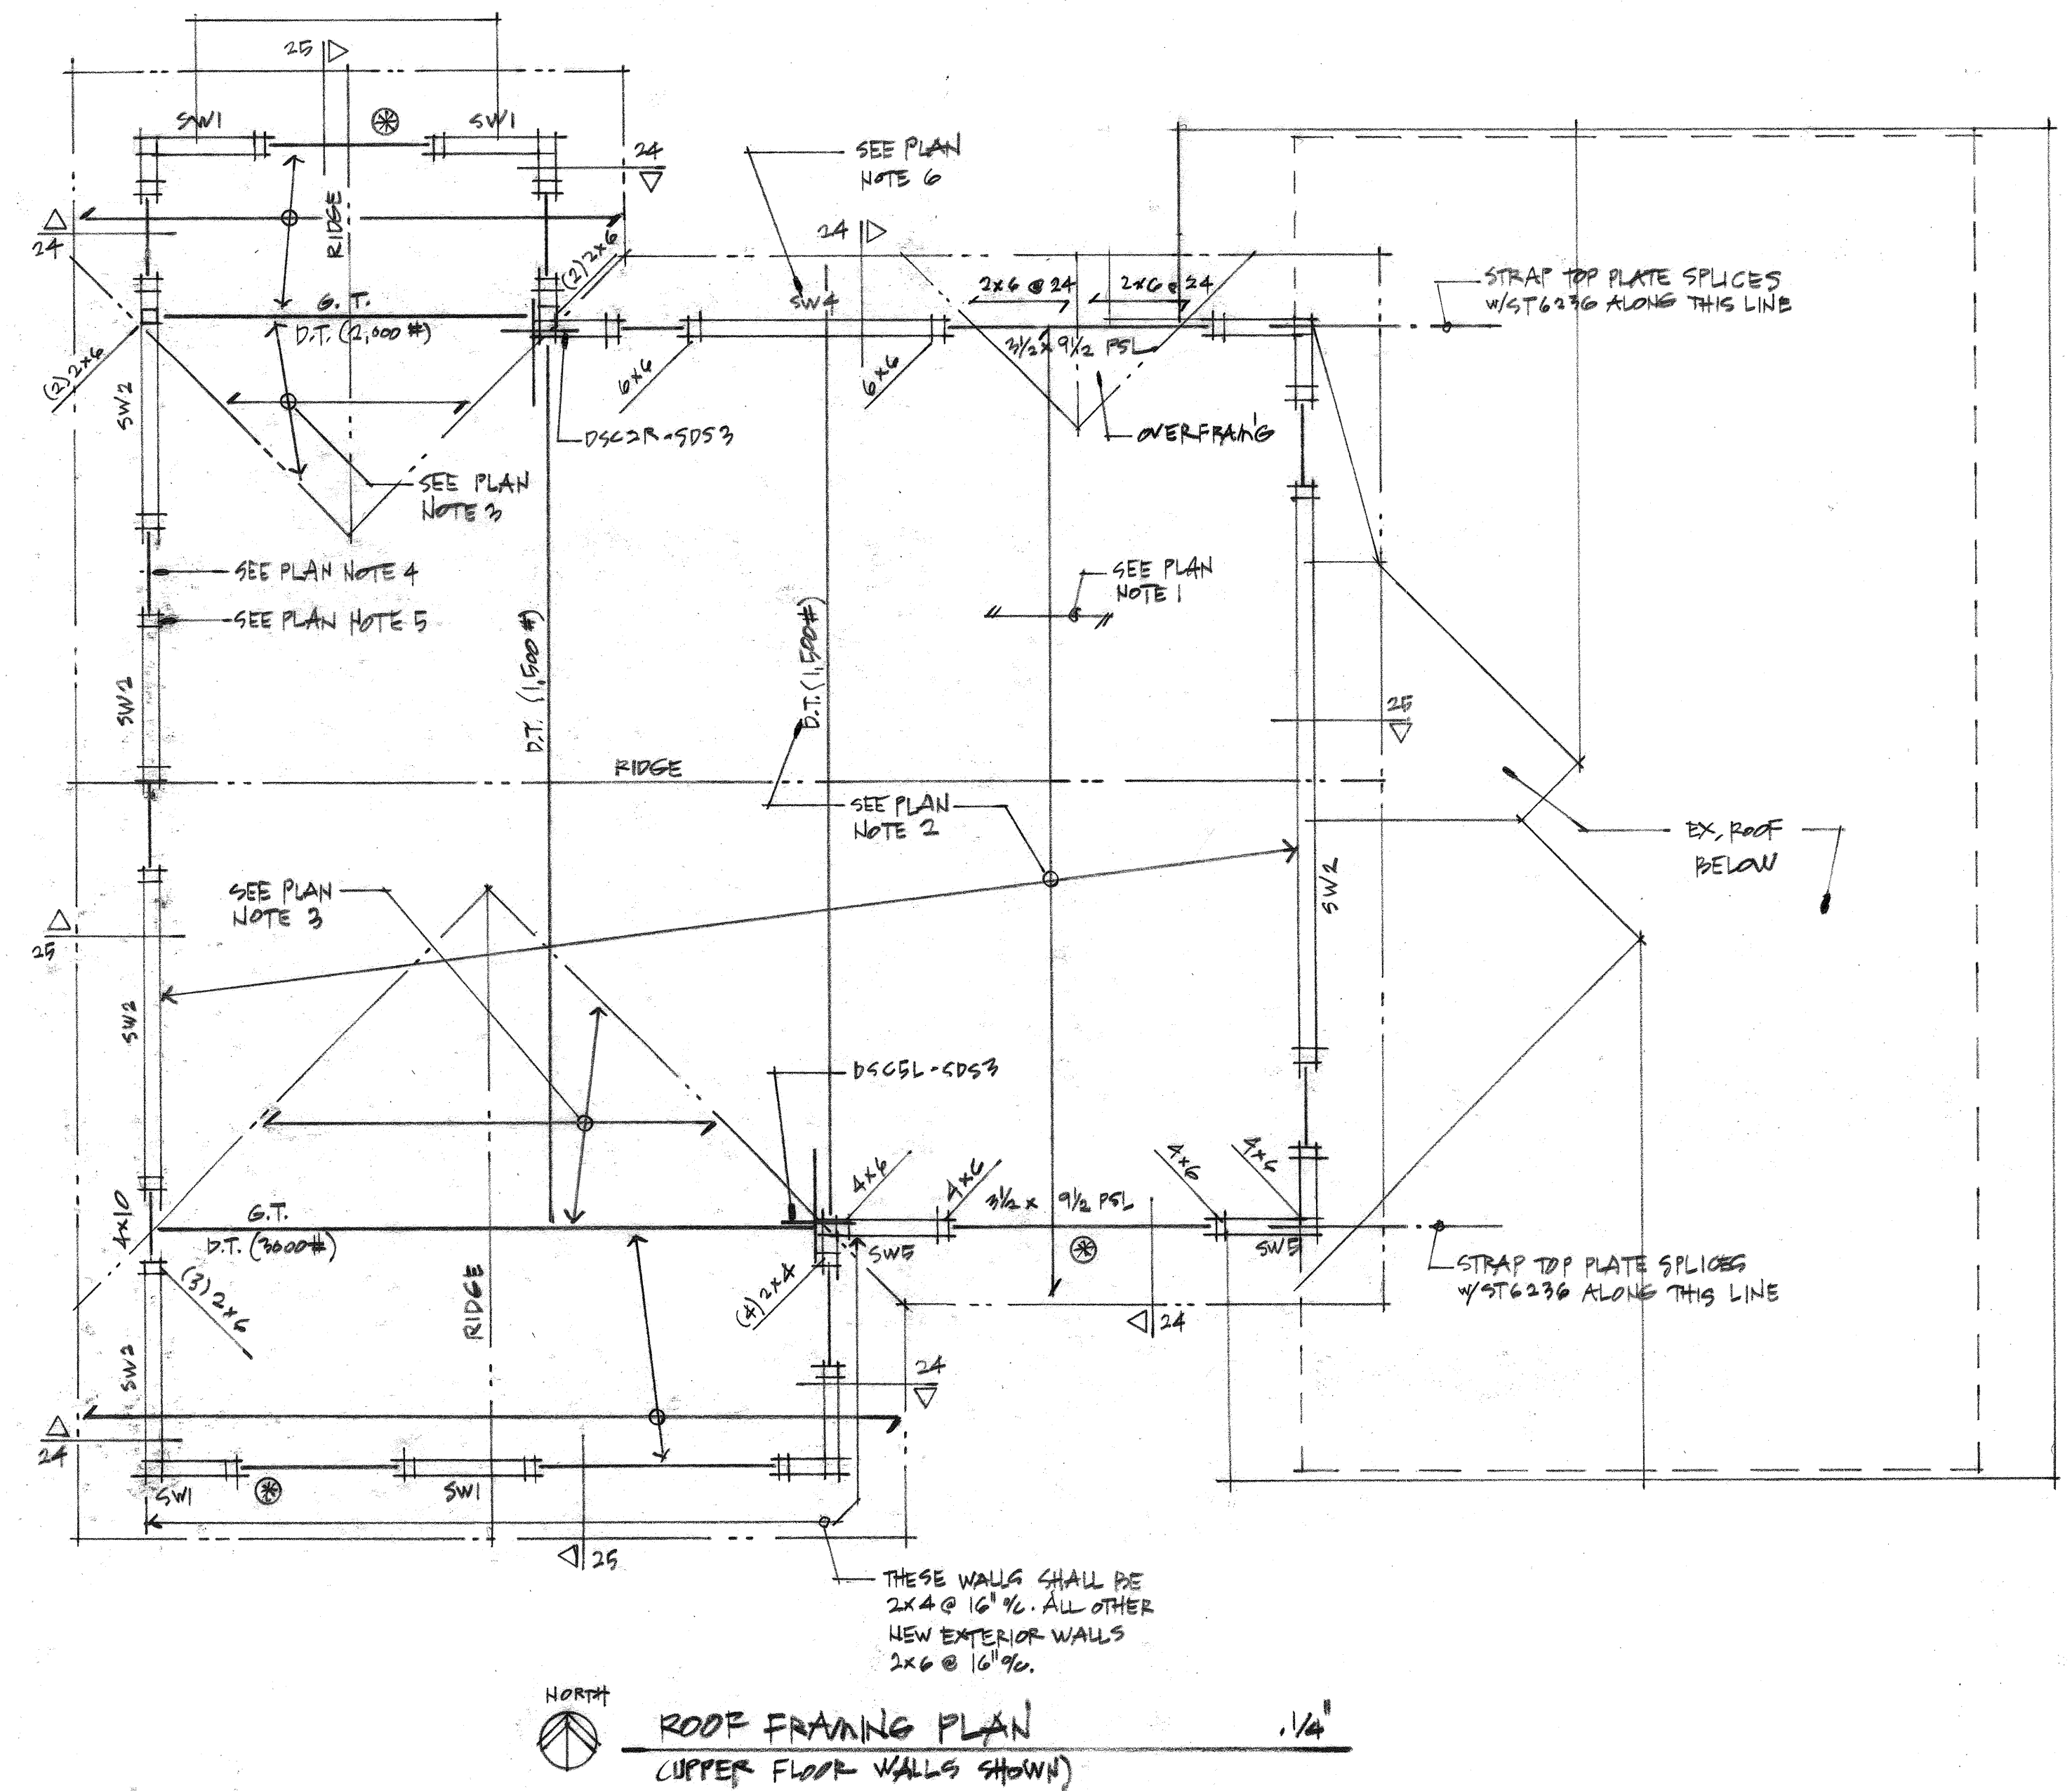 25
SW1
SW1
24
SEE PLAN
NOTE 6
24
RIDGE
(2) 2x6
24
2x6 @ 24
2x6 @ 24
STRAP TOP PLATE SPLICES
w/ST6236 ALONG THIS LINE
G.T.
D.T. (2,000#)
SW4
3 1/2 x 9 1/2 PSL
(2) 2x6
SW2
6x6
6x6
DSC2R-SDS3
OVERFRAMING
SEE PLAN
NOTE 3
SEE PLAN NOTE 4
SEE PLAN NOTE 5
SEE PLAN
NOTE 1
D.T. (1,500#)
D.T. (1,500#)
SW2
25
RIDGE
SEE PLAN
NOTE 2
EX. ROOF
BELOW
SEE PLAN
NOTE 3
SW2
25
SW2
DSC5L-SDS3
4x10
G.T.
D.T. (3000#)
4x6
4x6
3 1/2 x 9 1/2 PSL
4x6
4x6
SW5
SW5
STRAP TOP PLATE SPLICES
w/ST6236 ALONG THIS LINE
(3) 2x6
RIDGE
(4) 2x4
24
SW2
24
24
SW1
SW1
25
THESE WALLS SHALL BE
2x4 @ 16" o/c. ALL OTHER
NEW EXTERIOR WALLS
2x6 @ 16" o/c.
NORTH
ROOF FRAMING PLAN 1/4"
(UPPER FLOOR WALLS SHOWN)